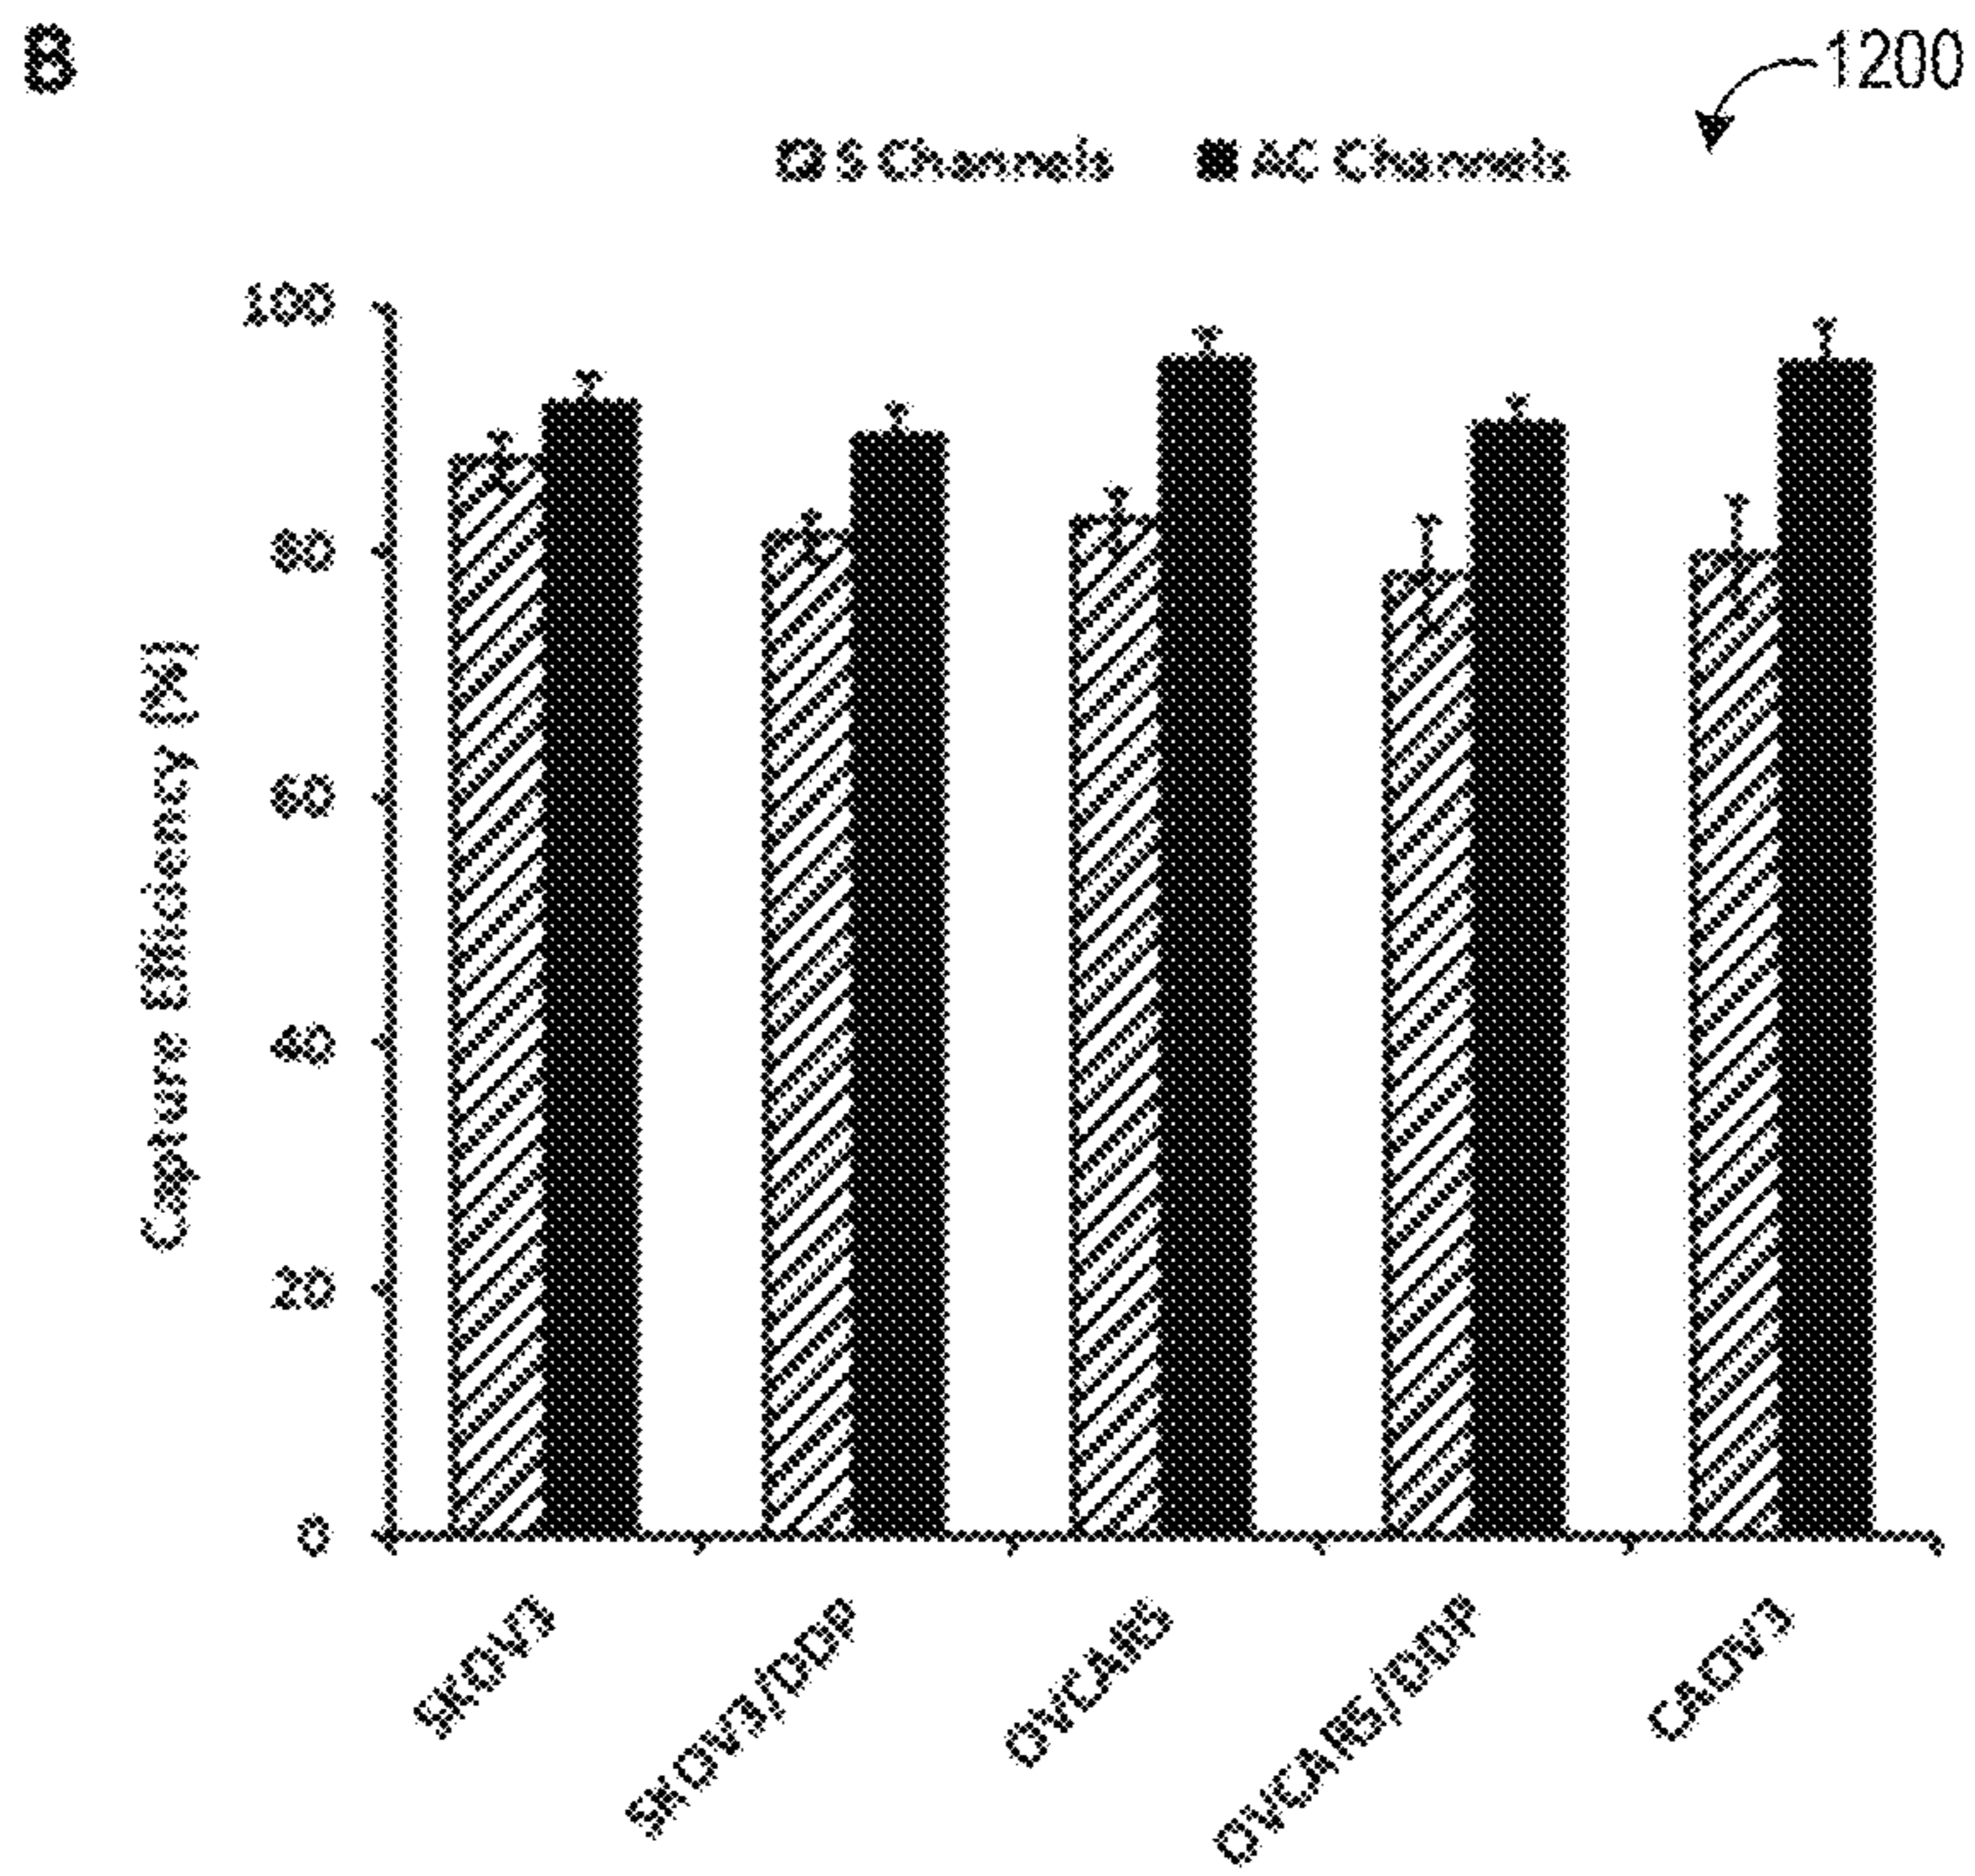 B
1200
S Channels
AC Channels
100
80
60
40
20
0
Capture Efficiency (%)
SKOV3
SKOV3/DDP
OVCAR5
OVCAR5/DDP
CAOV3